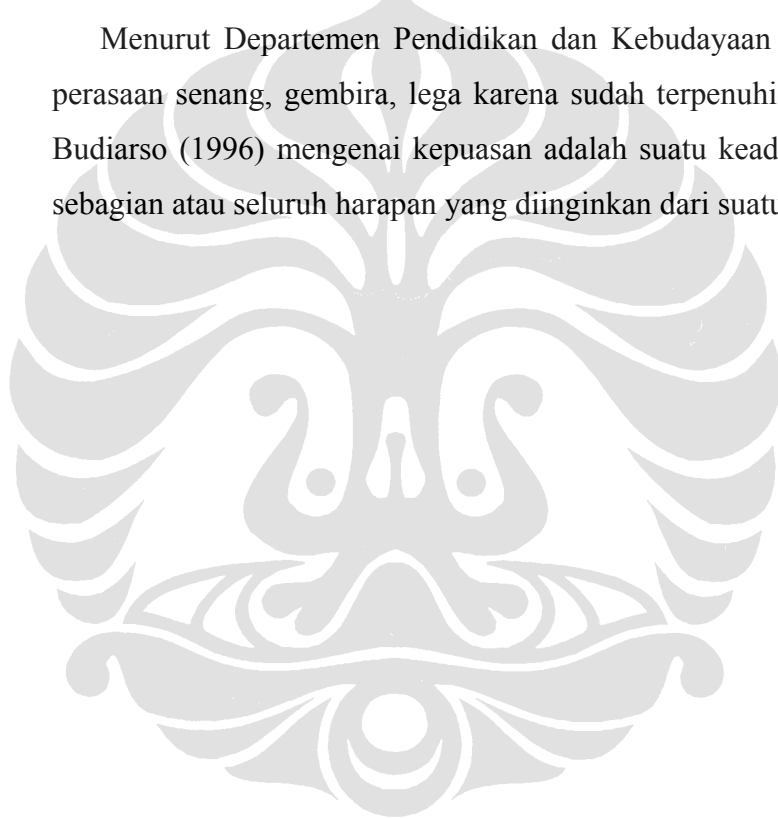 Menurut Departemen Pendidikan dan Kebudayaan
perasaan senang, gembira, lega karena sudah terpenuhi
Budiarso (1996) mengenai kepuasan adalah suatu kead
sebagian atau seluruh harapan yang diinginkan dari suatu